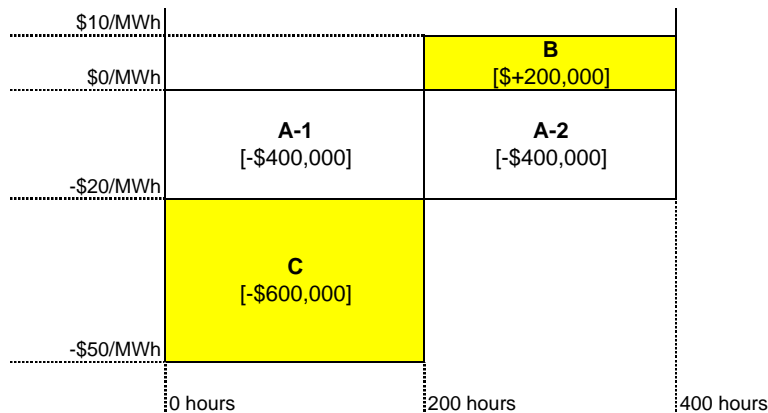 $10/MWh
B
[$+200,000]
$0/MWh
A-1
[-$400,000]
A-2
[-$400,000]
-$20/MWh
C
[-$600,000]
-$50/MWh
0 hours
200 hours
400 hours